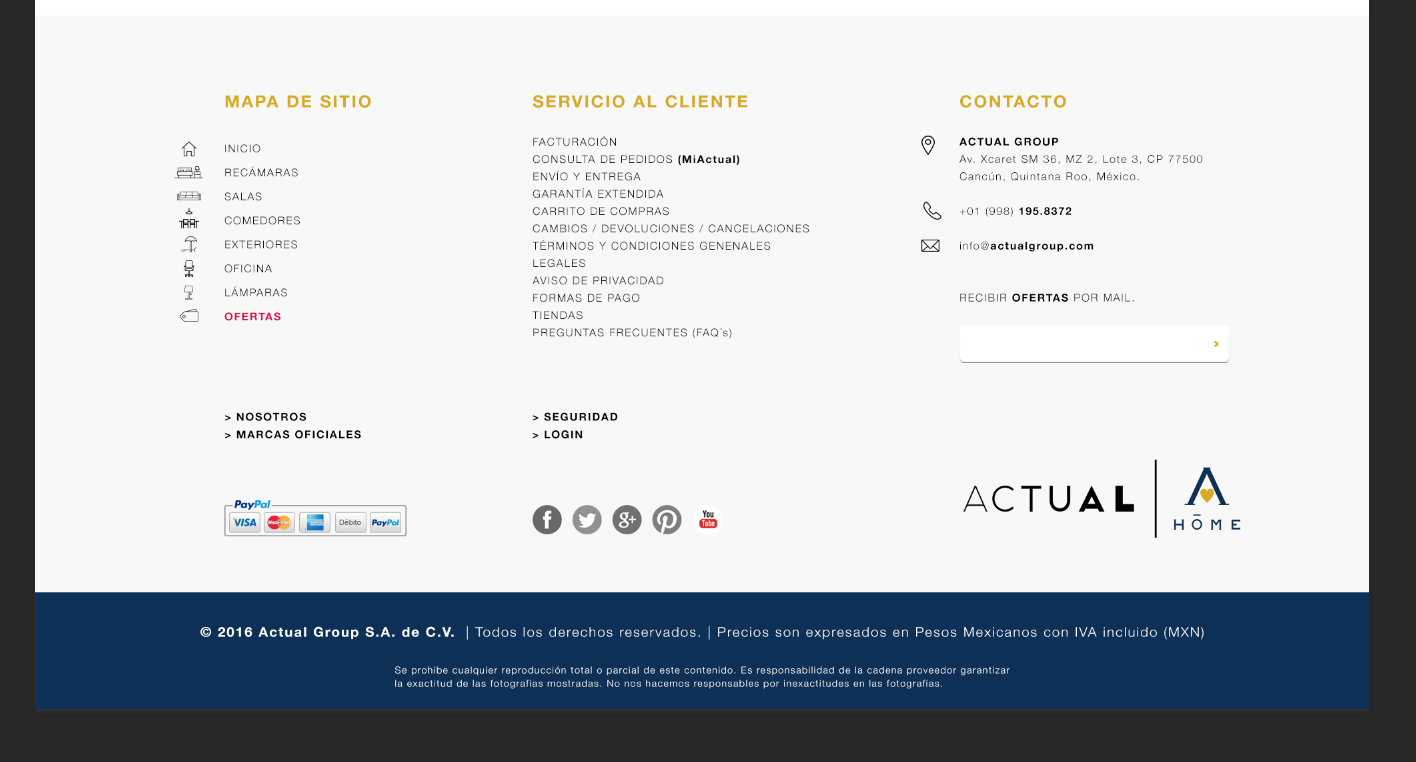 MAPA DE SITIO
INICIO
RECÁMARAS
SALAS
COMEDORES
EXTERIORES
OFICINA
LÁMPARAS
OFERTAS
SERVICIO AL CLIENTE
FACTURACIÓN
CONSULTA DE PEDIDOS (MiActual)
ENVÍO Y ENTREGA
GARANTÍA EXTENDIDA
CARRITO DE COMPRAS
CAMBIOS / DEVOLUCIONES / CANCELACIONES
TÉRMINOS Y CONDICIONES GENENALES
LEGALES
AVISO DE PRIVACIDAD
FORMAS DE PAGO
TIENDAS
PREGUNTAS FRECUENTES (FAQ´s)
CONTACTO
ACTUAL GROUP
Av. Xcaret SM 36, MZ 2, Lote 3, CP 77500
Cancún, Quintana Roo, México.
+01 (998) 195.8372
info@actualgroup.com
RECIBIR OFERTAS POR MAIL.
>
> NOSOTROS
> MARCAS OFICIALES
> SEGURIDAD
> LOGIN
PayPal
VISA MasterCard Débito PayPal
f g+ P You
Tube
ACTUAL
A
HŌME
© 2016 Actual Group S.A. de C.V. | Todos los derechos reservados. | Precios son expresados en Pesos Mexicanos con IVA incluido (MXN)
Se prohibe cualquier reproducción total o parcial de este contenido. Es responsabilidad de la cadena proveedor garantizar
la exactitud de las fotografías mostradas. No nos hacemos responsables por inexactitudes en las fotografías.